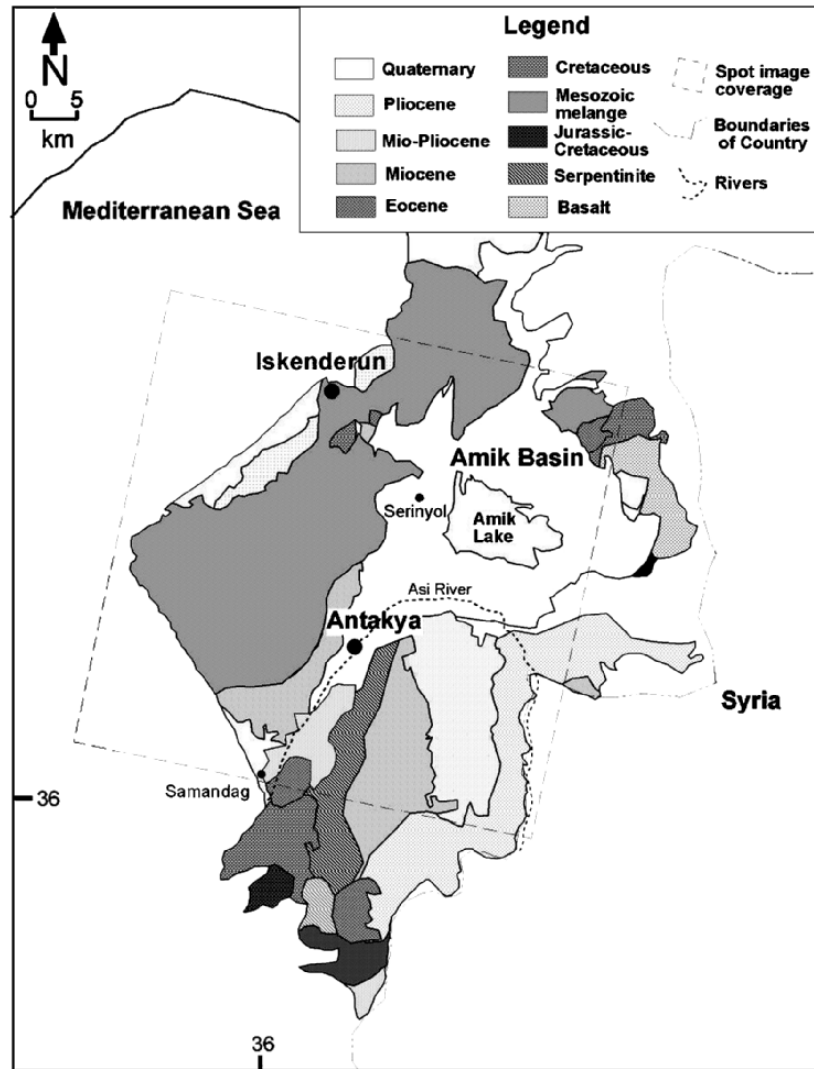 N
0 5
km
Legend
Quaternary
Pliocene
Mio-Pliocene
Miocene
Eocene
Cretaceous
Mesozoic
melange
Jurassic-
Cretaceous
Serpentinite
Basalt
Spot image
coverage
Boundaries
of Country
Rivers
Mediterranean Sea
Iskenderun
Amik Basin
Serinyol
Amik
Lake
Asi River
Antakya
Syria
Samandag
36
36